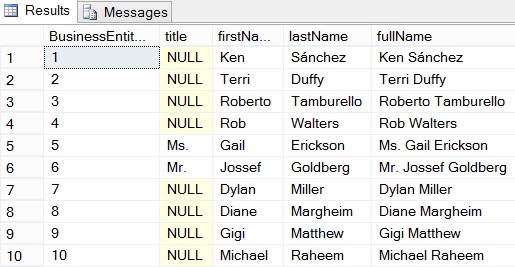 Results Messages
BusinessEntit... title firstNa... lastName fullName
1 1 NULL Ken Sánchez Ken Sánchez
2 2 NULL Terri Duffy Terri Duffy
3 3 NULL Roberto Tamburello Roberto Tamburello
4 4 NULL Rob Walters Rob Walters
5 5 Ms. Gail Erickson Ms. Gail Erickson
6 6 Mr. Jossef Goldberg Mr. Jossef Goldberg
7 7 NULL Dylan Miller Dylan Miller
8 8 NULL Diane Margheim Diane Margheim
9 9 NULL Gigi Matthew Gigi Matthew
10 10 NULL Michael Raheem Michael Raheem